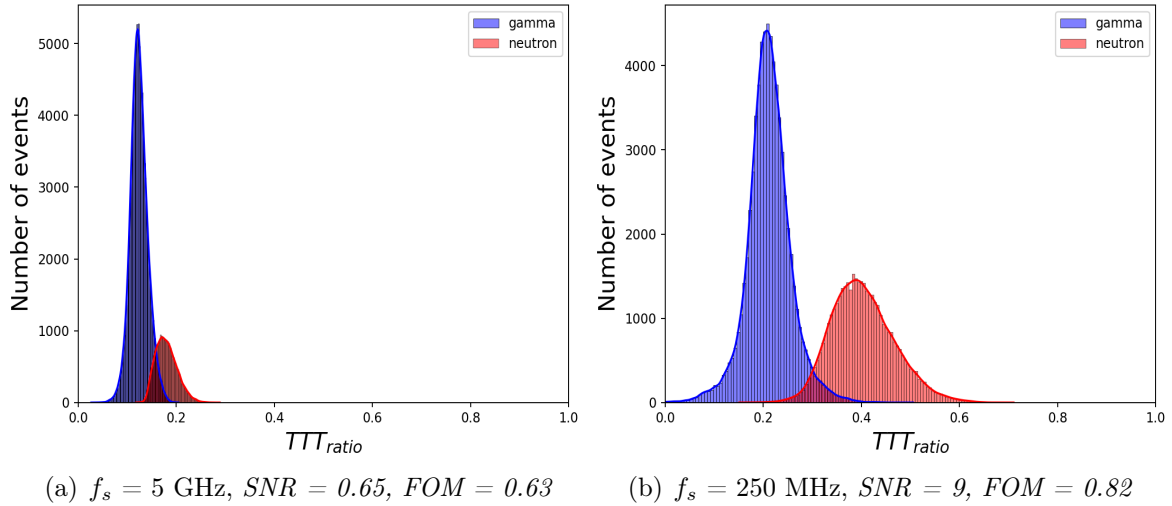 gamma
neutron
Number of events
5000
4000
3000
2000
1000
0
0.0 0.2 0.4 0.6 0.8 1.0
TTT_ratio
(a) f_s = 5 GHz, SNR = 0.65, FOM = 0.63
gamma
neutron
Number of events
4000
3000
2000
1000
0
0.0 0.2 0.4 0.6 0.8 1.0
TTT_ratio
(b) f_s = 250 MHz, SNR = 9, FOM = 0.82